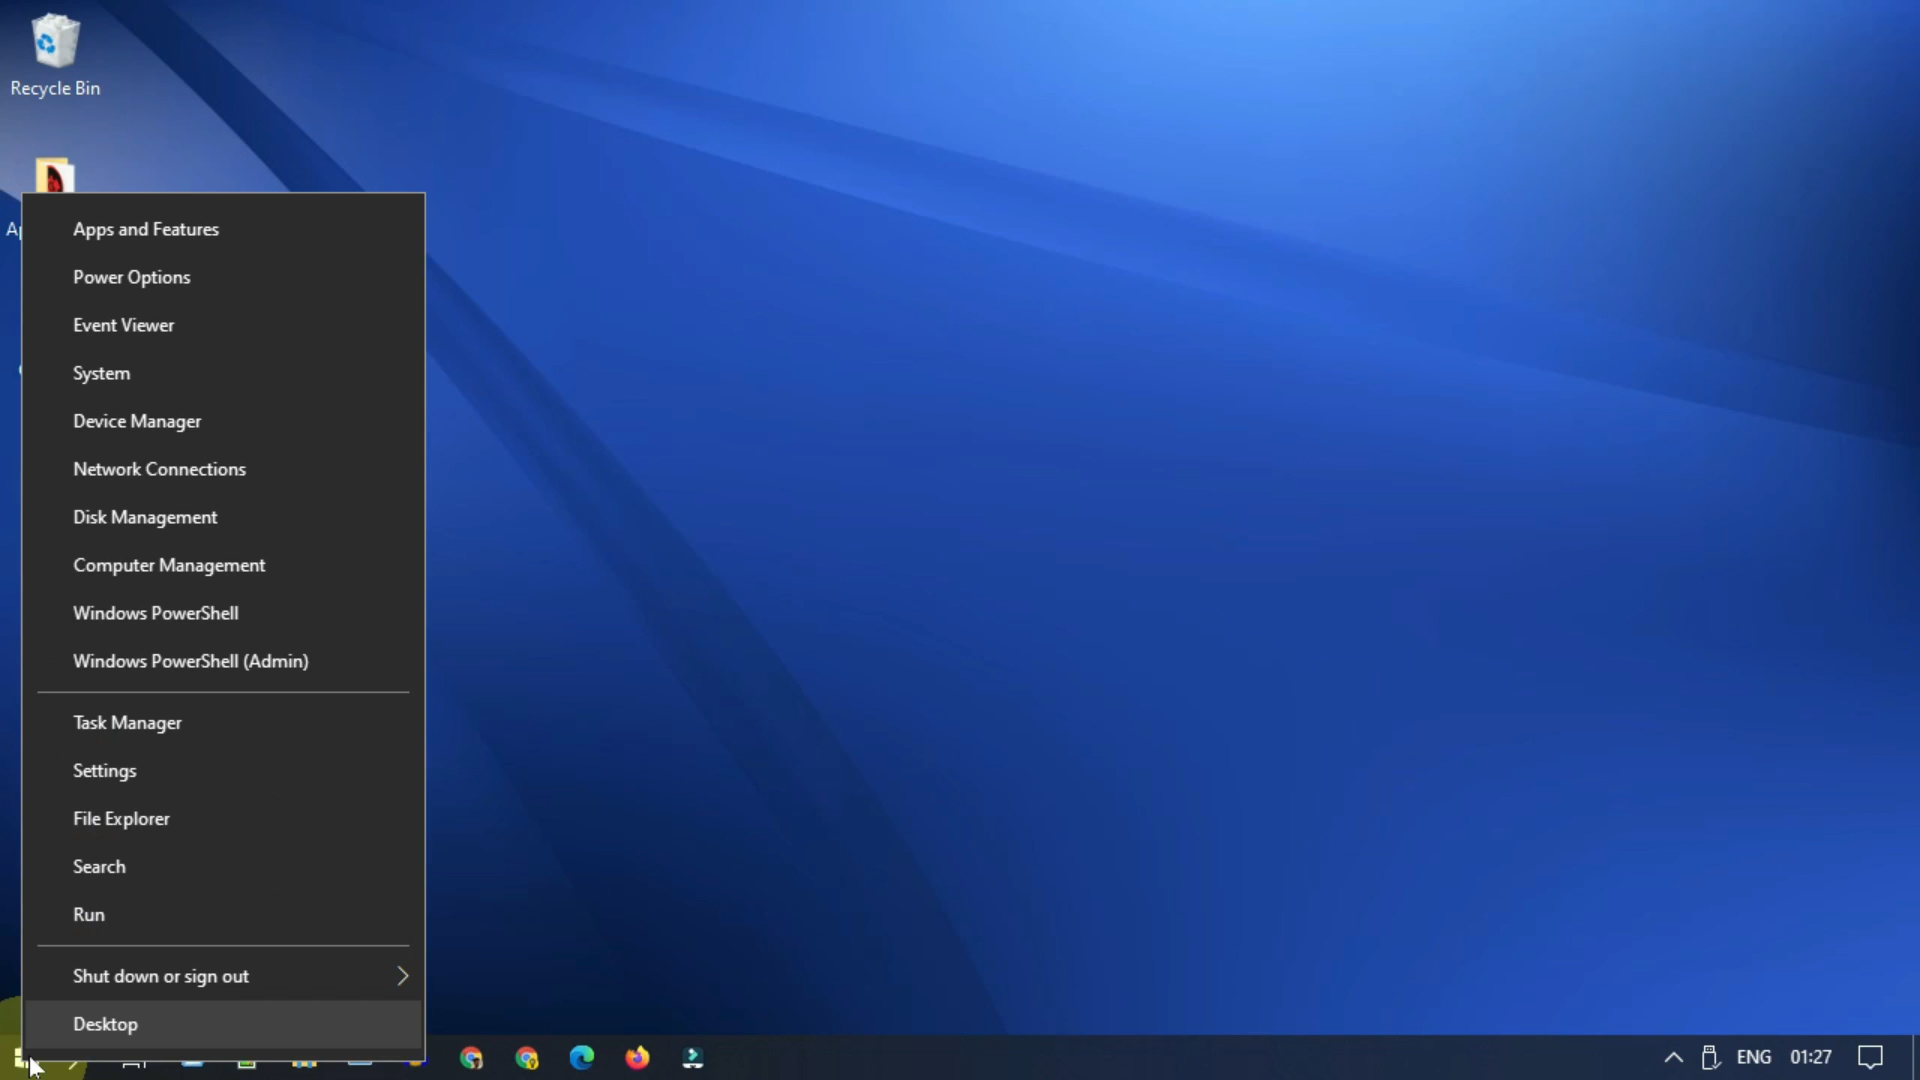 Recycle Bin
Apps and Features
Power Options
Event Viewer
System
Device Manager
Network Connections
Disk Management
Computer Management
Windows PowerShell
Windows PowerShell (Admin)
Task Manager
Settings
File Explorer
Search
Run
Shut down or sign out
Desktop
ENG 01:27